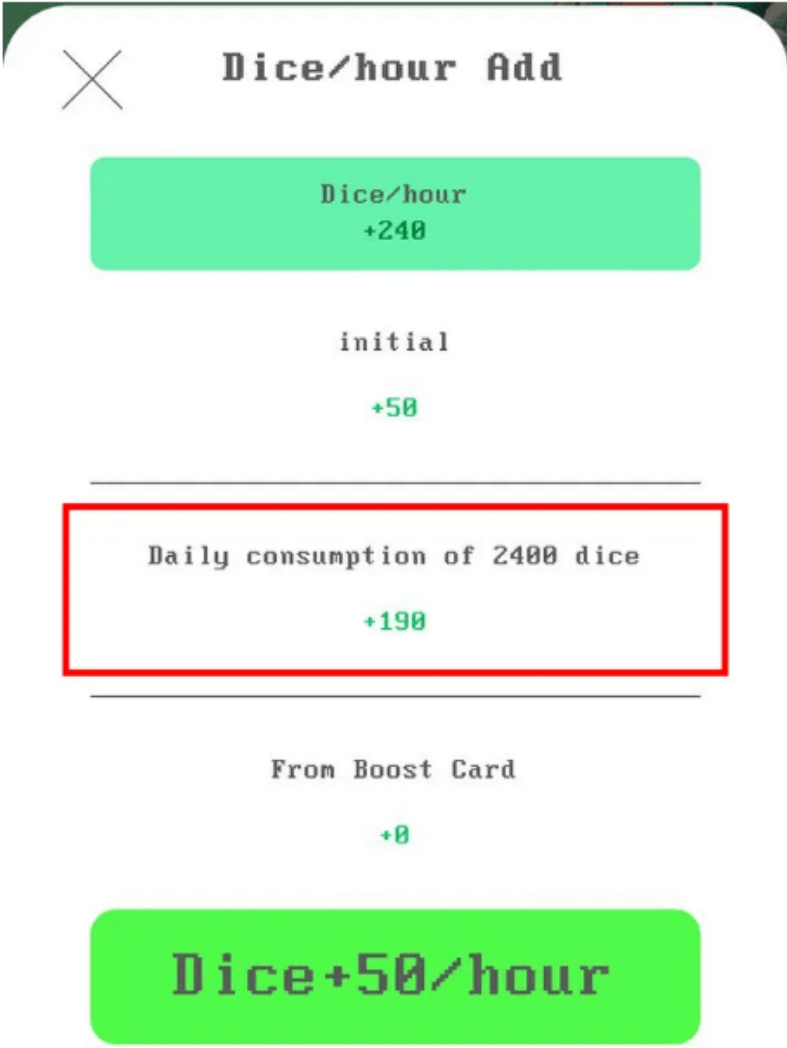 Dice/hour Add
Dice/hour
+240
initial
+50
Daily consumption of 2400 dice
+190
From Boost Card
+0
Dice+50/hour